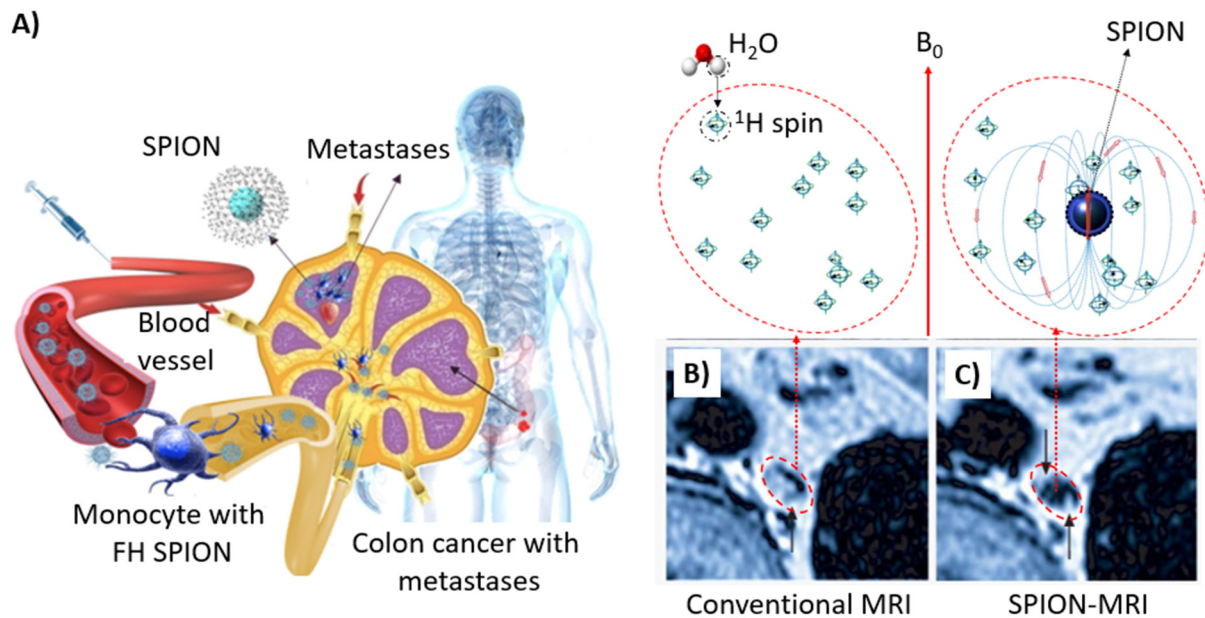 A)
SPION
Metastases
Blood
vessel
Monocyte with
FH SPION
Colon cancer with
metastases
H₂O
¹H spin
B₀
SPION
B)
C)
Conventional MRI
SPION-MRI